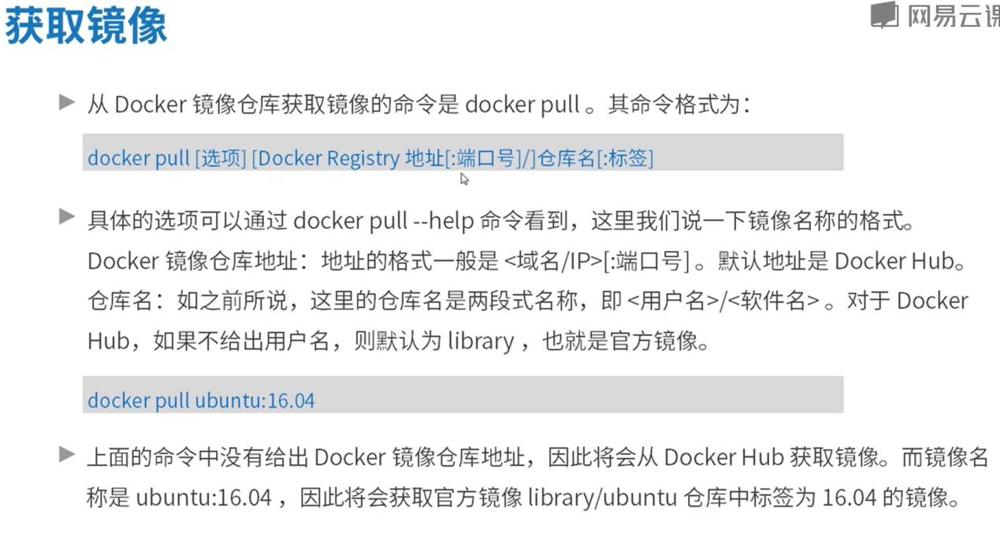 获取镜像
网易云课
从 Docker 镜像仓库获取镜像的命令是 docker pull 。其命令格式为：
docker pull [选项] [Docker Registry 地址[:端口号]/]仓库名[:标签]
具体的选项可以通过 docker pull --help 命令看到，这里我们说一下镜像名称的格式。
Docker 镜像仓库地址：地址的格式一般是 <域名/IP>[:端口号] 。默认地址是 Docker Hub。
仓库名：如之前所说，这里的仓库名是两段式名称，即 <用户名>/<软件名> 。对于 Docker
Hub，如果不给出用户名，则默认为 library ，也就是官方镜像。
docker pull ubuntu:16.04
上面的命令中没有给出 Docker 镜像仓库地址，因此将会从 Docker Hub 获取镜像。而镜像名
称是 ubuntu:16.04 ，因此将会获取官方镜像 library/ubuntu 仓库中标签为 16.04 的镜像。